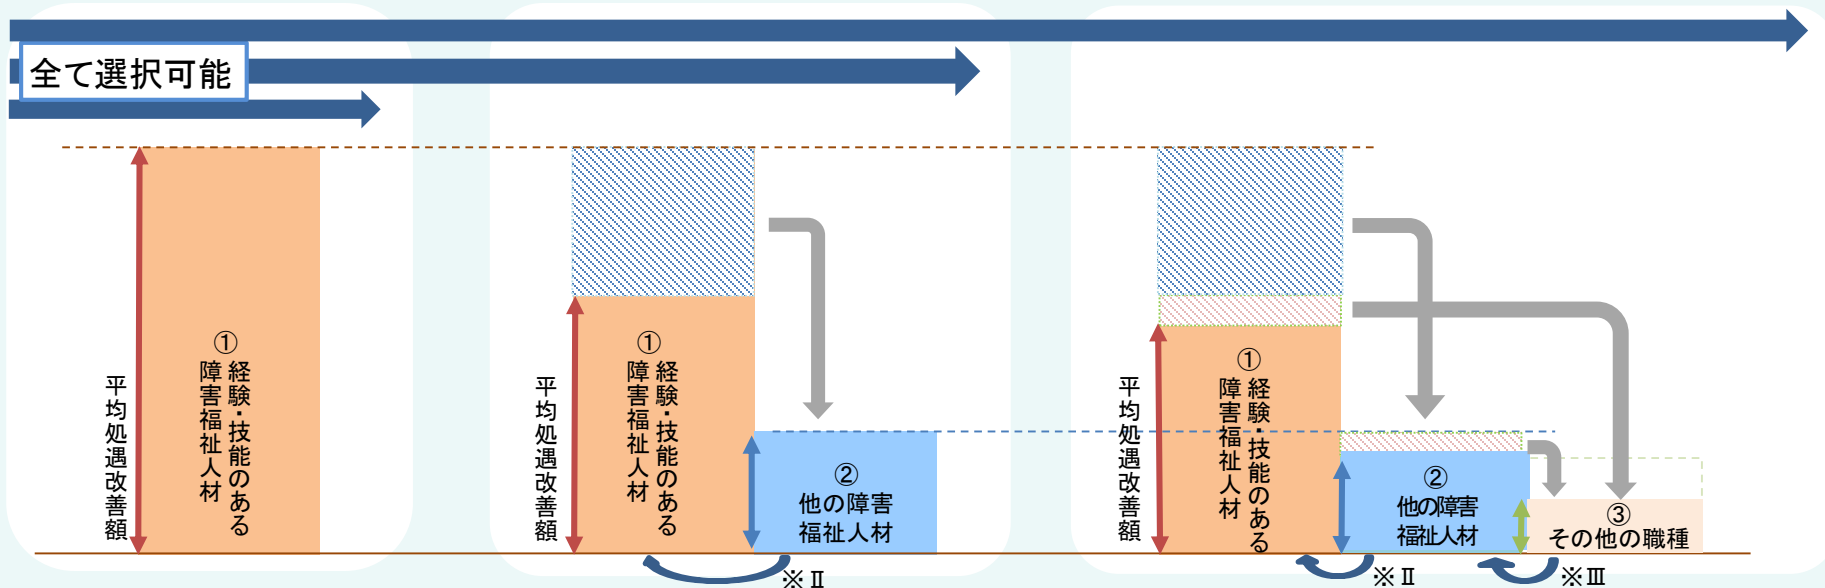 全て選択可能
平均処遇改善額
①
経験・技能のある
障害福祉人材
平均処遇改善額
①
経験・技能のある
障害福祉人材
②
他の障害
福祉人材
※Ⅱ
平均処遇改善額
①
経験・技能のある
障害福祉人材
②
他の障害
福祉人材
③
その他の職種
※Ⅱ
※Ⅲ